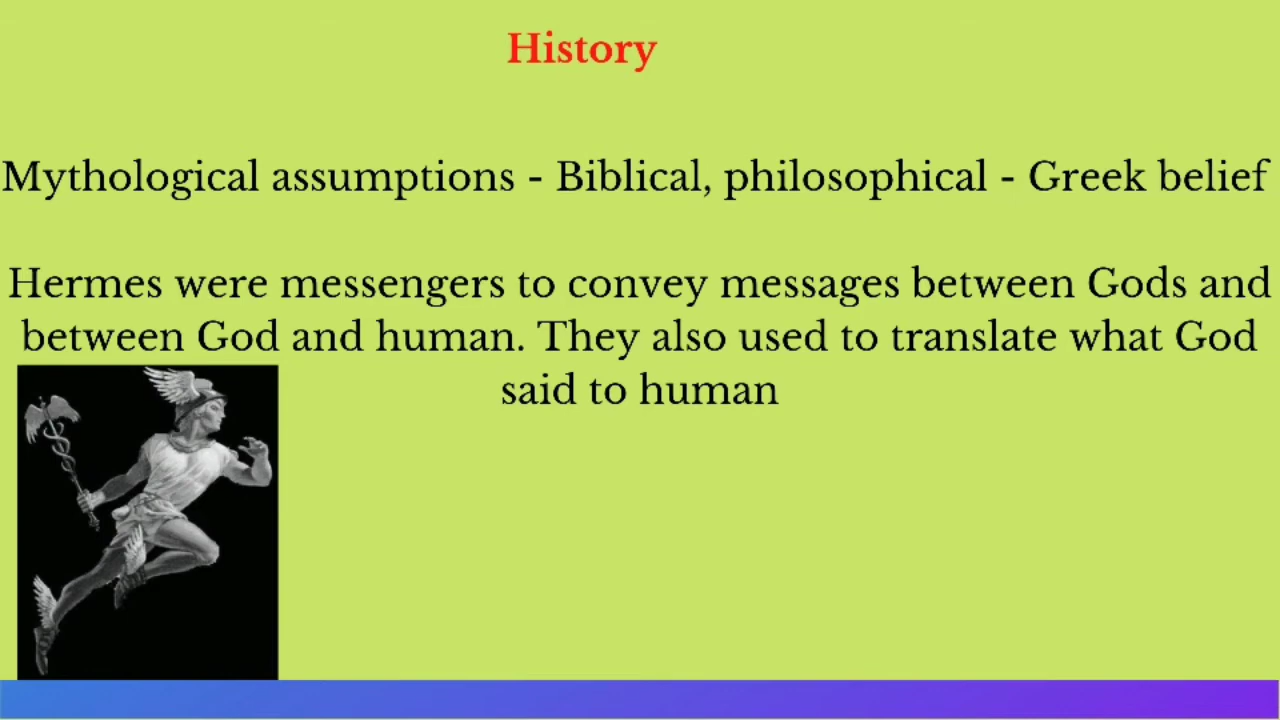 History
Mythological assumptions - Biblical, philosophical - Greek belief
Hermes were messengers to convey messages between Gods and
between God and human. They also used to translate what God
said to human